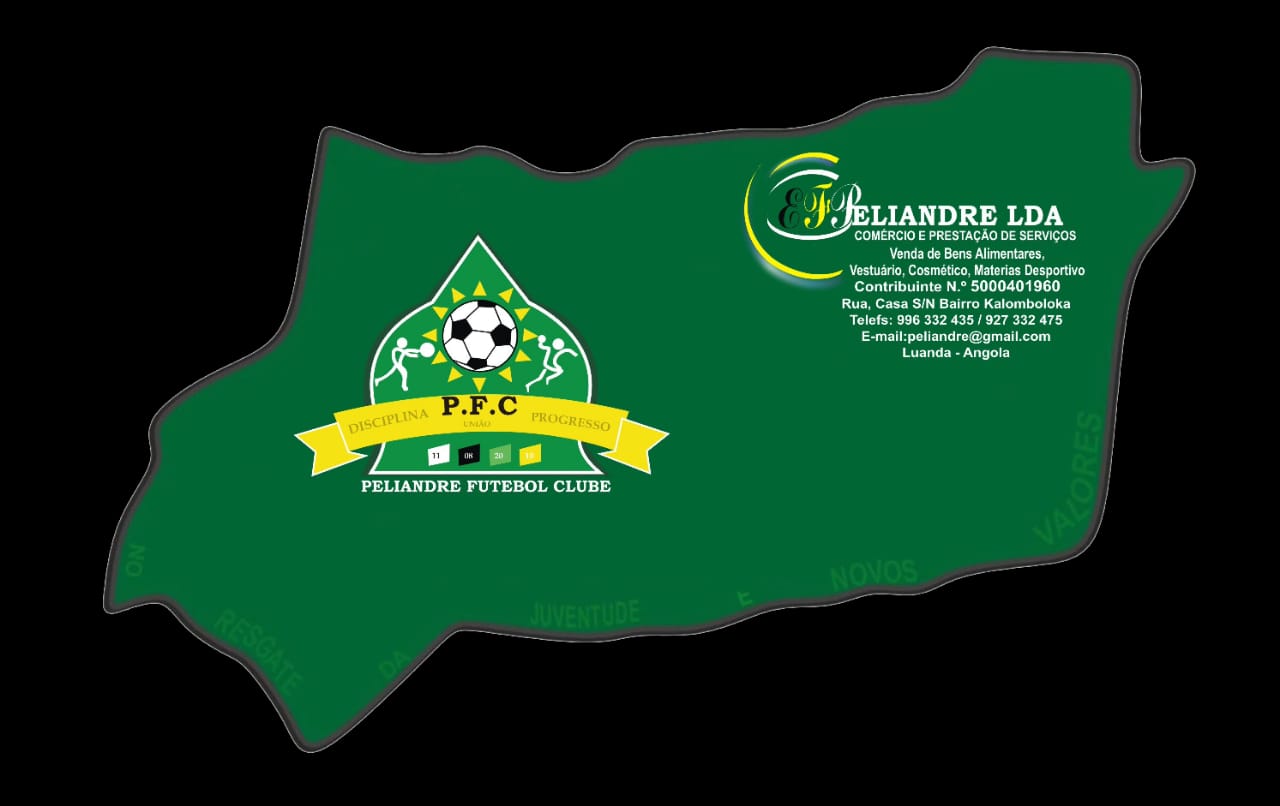 DISCIPLINA P.F.C PROGRESSO
UNIÃO
11 08 20 19
PELIANDRE FUTEBOL CLUBE
EFPELIANDRE LDA
COMÉRCIO E PRESTAÇÃO DE SERVIÇOS
Venda de Bens Alimentares,
Vestuário, Cosmético, Materias Desportivo
Contribuinte N.º 5000401960
Rua, Casa S/N Bairro Kalomboloka
Telefs: 996 332 435 / 927 332 475
E-mail:peliandre@gmail.com
Luanda - Angola
NO RESGATE DA JUVENTUDE E NOVOS VALORES